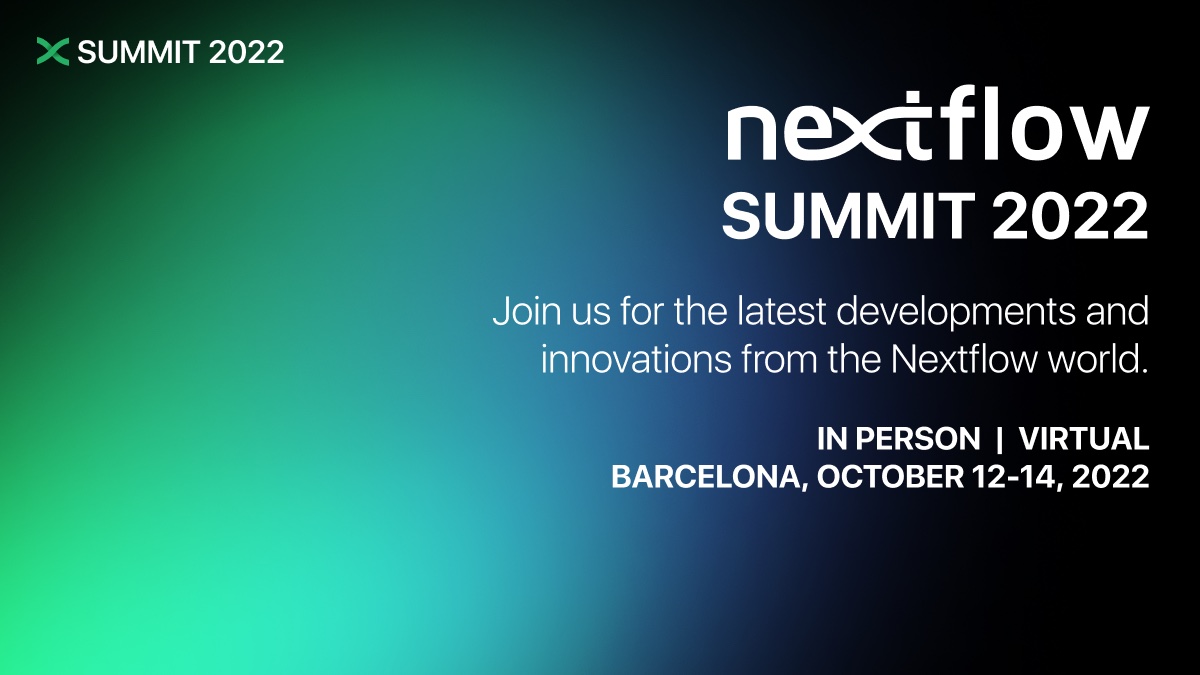 SUMMIT 2022
nextflow
SUMMIT 2022
Join us for the latest developments and
innovations from the Nextflow world.
IN PERSON | VIRTUAL
BARCELONA, OCTOBER 12-14, 2022